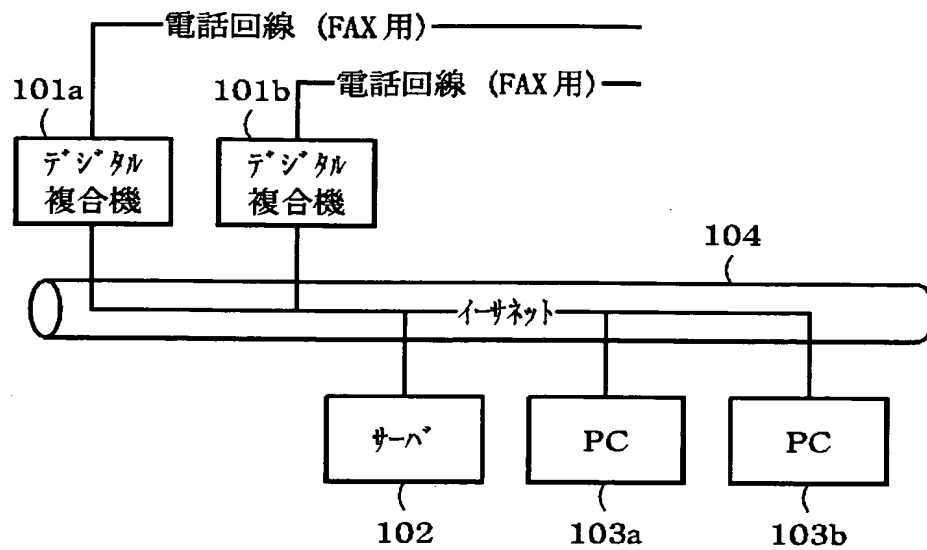 電話回線 (FAX用)
電話回線 (FAX用)
101a
101b
デジタル
複合機
デジタル
複合機
104
イーサネット
サーバ
PC
PC
102
103a
103b